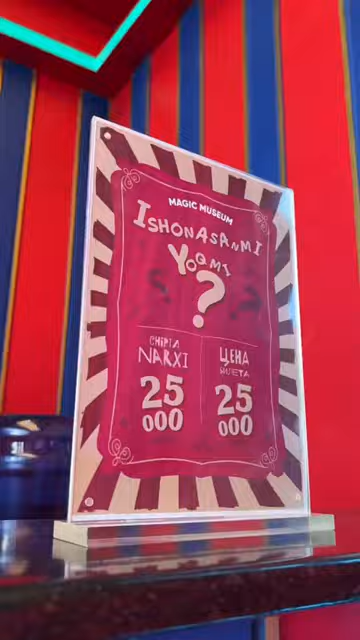 MAGIC MUSEUM
ISHONASANMI
YOQMI
?
CHIPTA
NARXI
25
000
ЦЕНА
БИЛЕТА
25
000